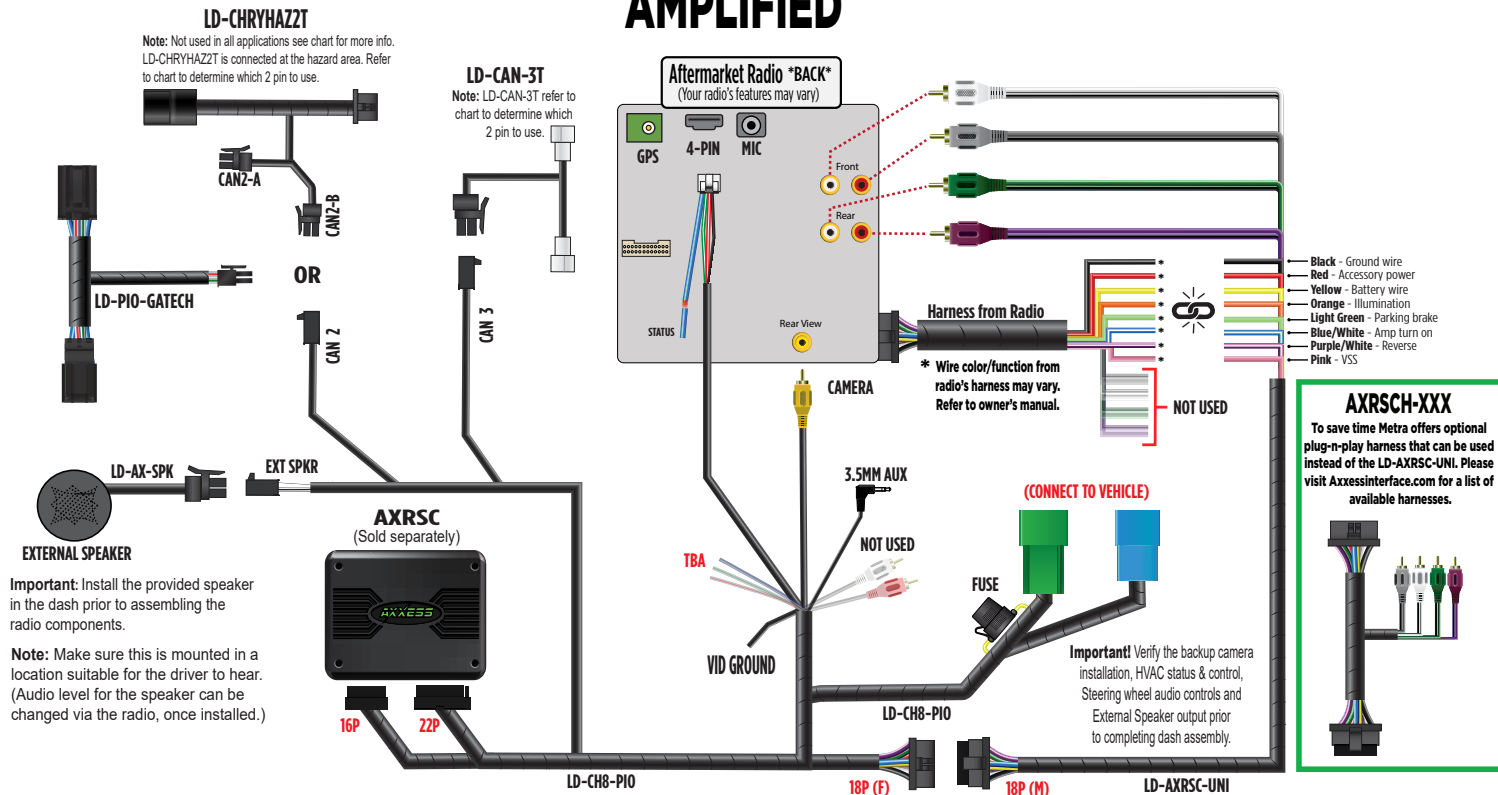 AMPLIFIED
LD-CHRYHAZ2T
Note: Not used in all applications see chart for more info.
LD-CHRYHAZ2T is connected at the hazard area. Refer
to chart to determine which 2 pin to use.
CAN2-A
CAN2-B
LD-PIO-GATECH
OR
CAN 2
LD-CAN-3T
Note: LD-CAN-3T refer to
chart to determine which
2 pin to use.
CAN 3
Aftermarket Radio *BACK*
(Your radio's features may vary)
GPS
4-PIN
MIC
Front
Rear
STATUS
Rear View
CAMERA
Harness from Radio
* Wire color/function from
radio's harness may vary.
Refer to owner's manual.
*
*
*
*
*
*
*
*
Black - Ground wire
Red - Accessory power
Yellow - Battery wire
Orange - Illumination
Light Green - Parking brake
Blue/White - Amp turn on
Purple/White - Reverse
Pink - VSS
NOT USED
AXRSCH-XXX
To save time Metra offers optional
plug-n-play harness that can be used
instead of the LD-AXRSC-UNI. Please
visit Axxessinterface.com for a list of
available harnesses.
LD-AX-SPK
EXT SPKR
EXTERNAL SPEAKER
Important: Install the provided speaker
in the dash prior to assembling the
radio components.
Note: Make sure this is mounted in a
location suitable for the driver to hear.
(Audio level for the speaker can be
changed via the radio, once installed.)
AXRSC
(Sold separately)
AXXESS
16P
22P
3.5MM AUX
TBA
NOT USED
VID GROUND
(CONNECT TO VEHICLE)
FUSE
Important! Verify the backup camera
installation, HVAC status & control,
Steering wheel audio controls and
External Speaker output prior
to completing dash assembly.
LD-CH8-PIO
LD-CH8-PIO
18P (F)
18P (M)
LD-AXRSC-UNI